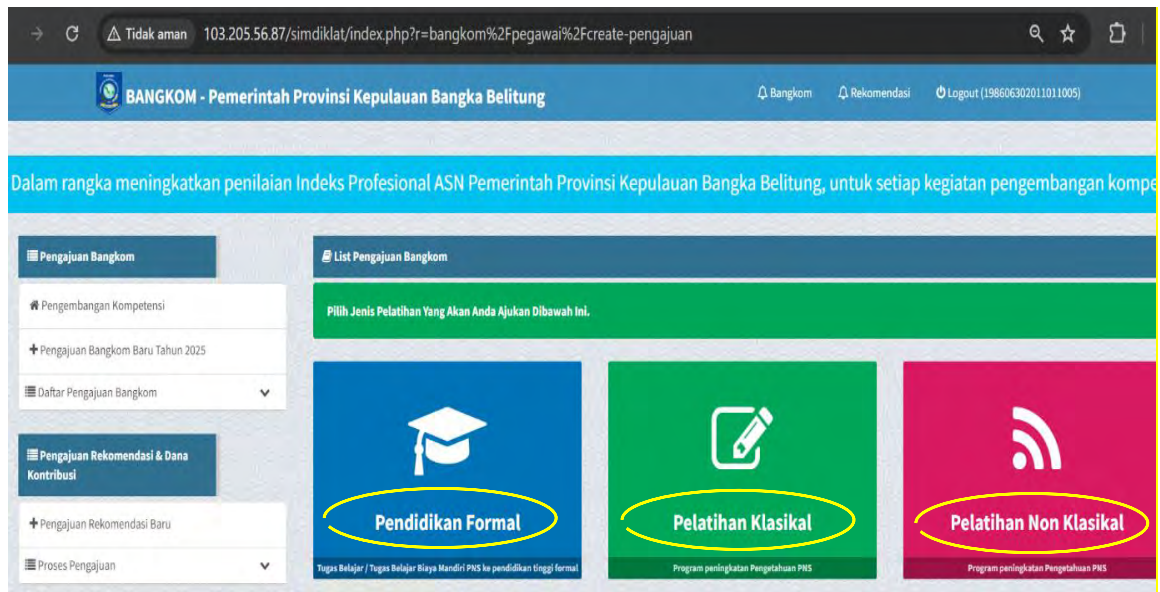 Tidak aman 103.205.56.87/simdiklat/index.php?r=bangkom%2Fpegawai%2Fcreate-pengajuan
BANGKOM - Pemerintah Provinsi Kepulauan Bangka Belitung
Bangkom Rekomendasi Logout (198606302011011005)
Dalam rangka meningkatkan penilaian Indeks Profesional ASN Pemerintah Provinsi Kepulauan Bangka Belitung, untuk setiap kegiatan pengembangan kompe
Pengajuan Bangkom
Pengembangan Kompetensi
Pengajuan Bangkom Baru Tahun 2025
Daftar Pengajuan Bangkom
Pengajuan Rekomendasi & Dana
Kontribusi
Pengajuan Rekomendasi Baru
Proses Pengajuan
List Pengajuan Bangkom
Pilih Jenis Pelatihan Yang Akan Anda Ajukan Dibawah Ini.
Pendidikan Formal
Tugas Belajar / Tugas Belajar Biaya Mandiri PNS ke pendidikan tinggi formal
Pelatihan Klasikal
Program peningkatan Pengetahuan PNS
Pelatihan Non Klasikal
Program peningkatan Pengetahuan PNS